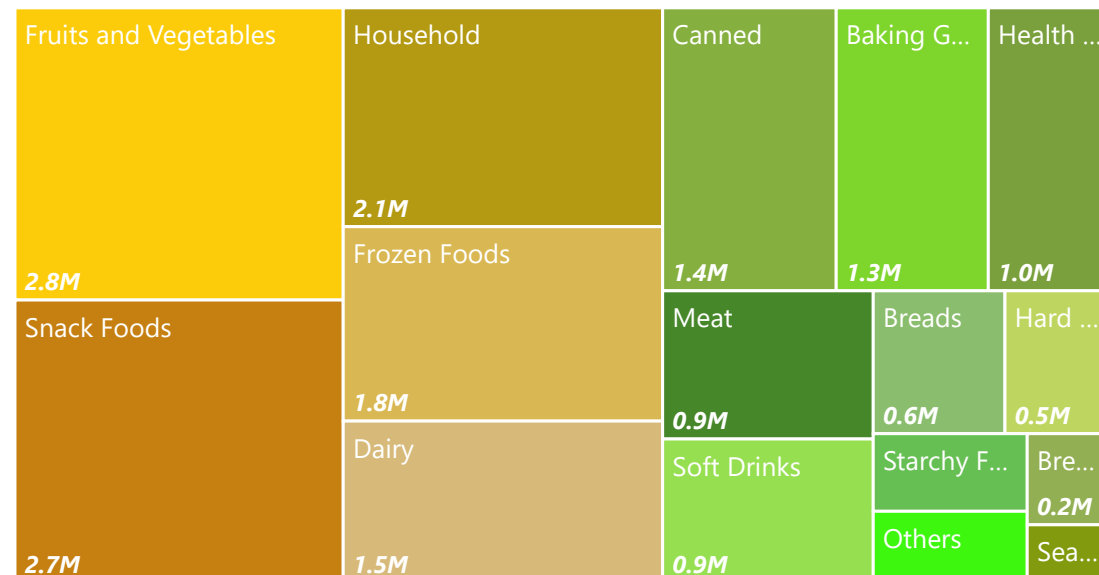 Fruits and Vegetables
2.8M
Snack Foods
2.7M
Household
2.1M
Frozen Foods
1.8M
Dairy
1.5M
Canned
1.4M
Baking G...
1.3M
Health ...
1.0M
Meat
0.9M
Soft Drinks
0.9M
Breads
0.6M
Hard ...
0.5M
Starchy F...
Others
Bre...
0.2M
Sea...